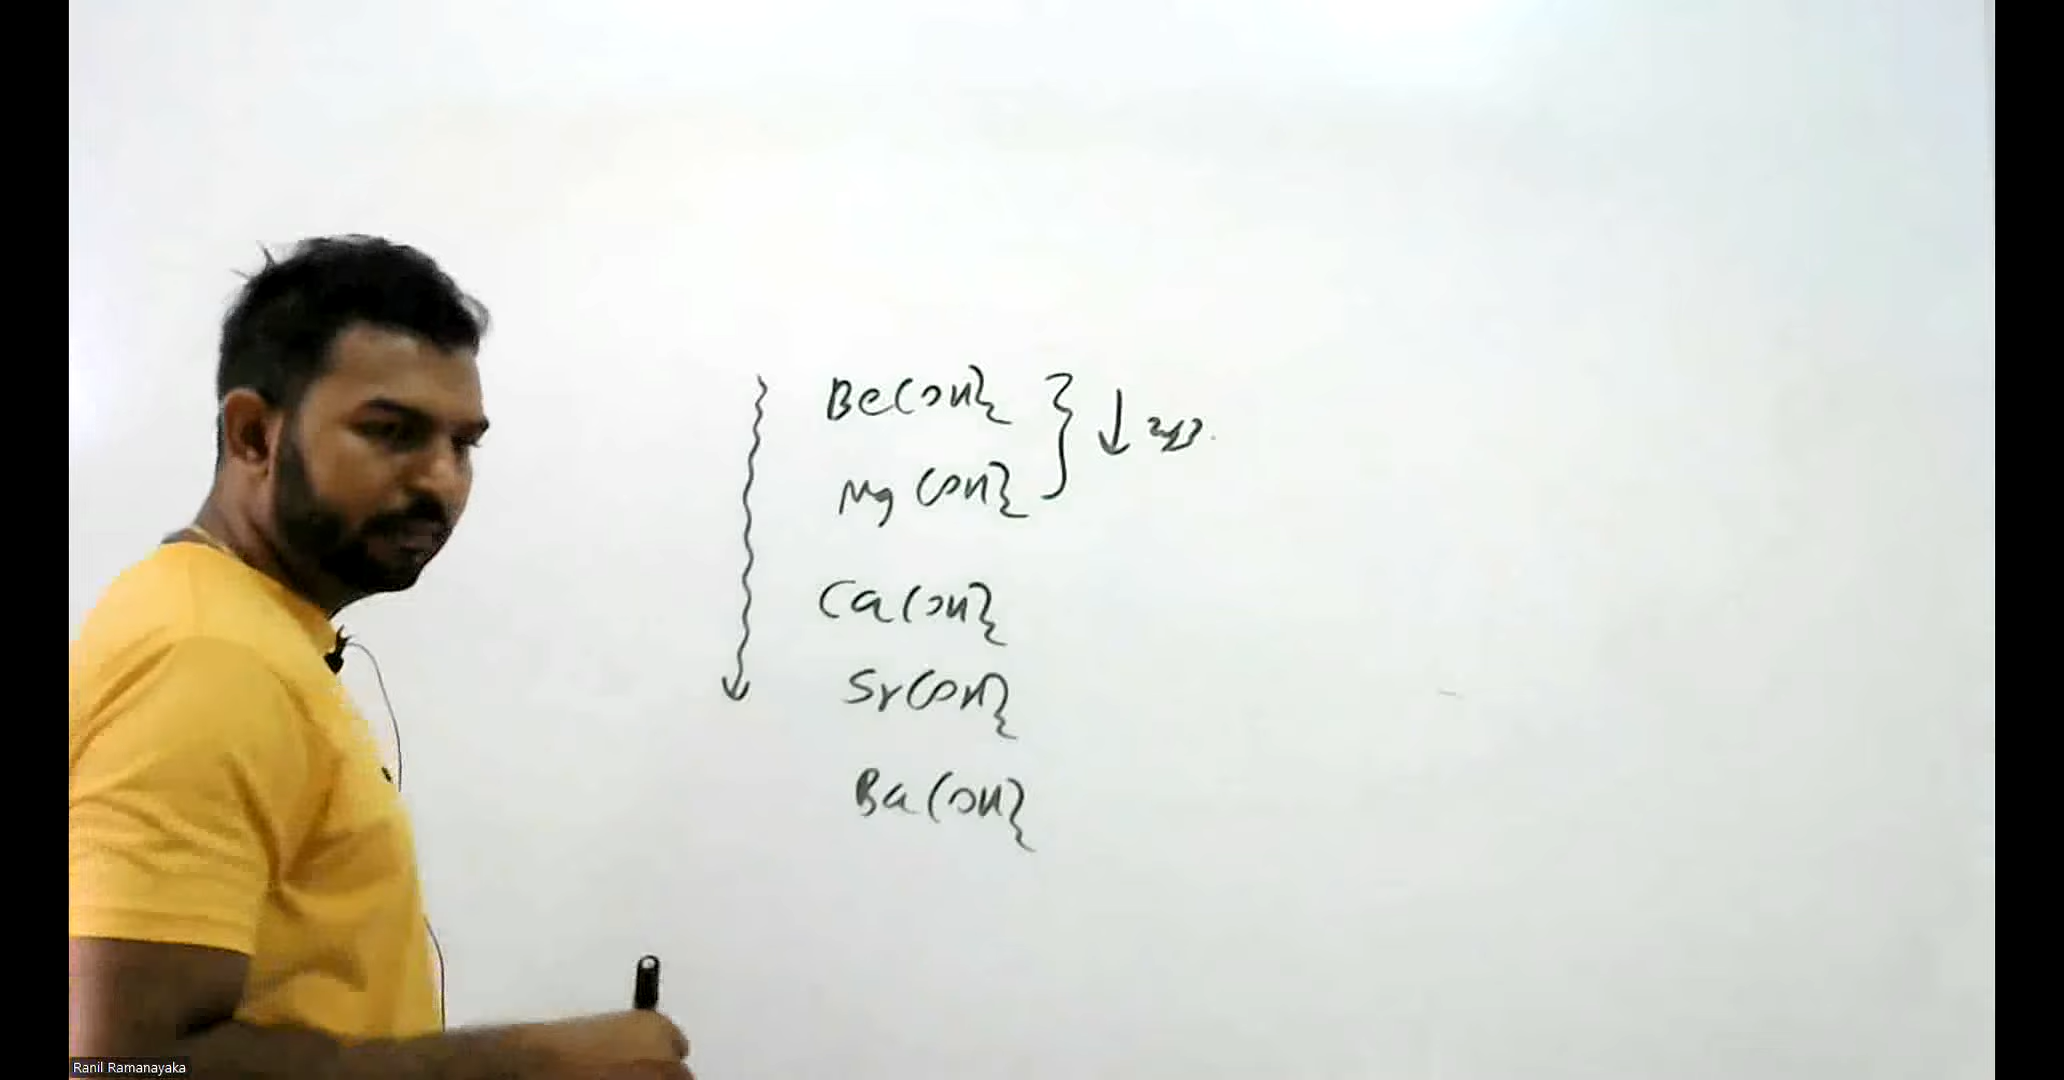 Be(OH)2
Mg(OH)2
Ca(OH)2
Sr(OH)2
Ba(OH)2
Ranil Ramanayaka